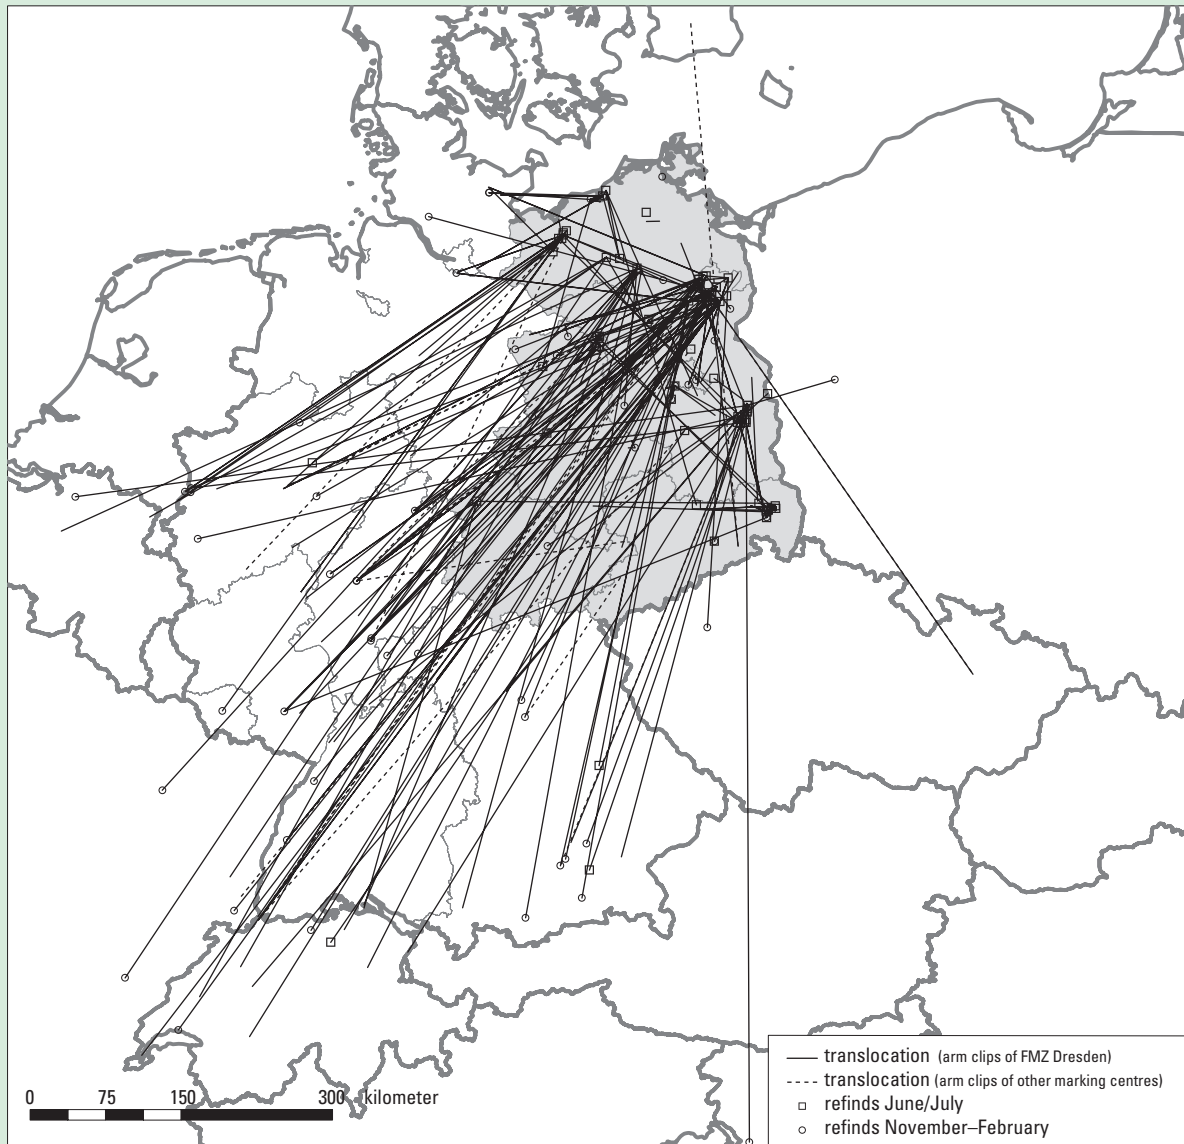 0 75 150 300 kilometer
translocation (arm clips of FMZ Dresden)
translocation (arm clips of other marking centres)
refinds June/July
refinds November–February